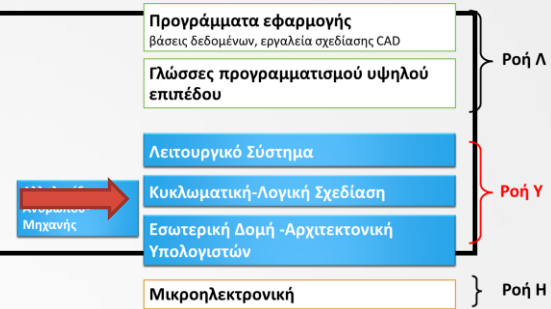 Προγράμματα εφαρμογής
βάσεις δεδομένων, εργαλεία σχεδίασης CAD
Γλώσσες προγραμματισμού υψηλού
επιπέδου
Ροή Λ
Λειτουργικό Σύστημα
Κυκλωματική-Λογική Σχεδίαση
Εσωτερική Δομή -Αρχιτεκτονική
Υπολογιστών
Ροή Υ
Μηχανής
Μικροηλεκτρονική
Ροή Η